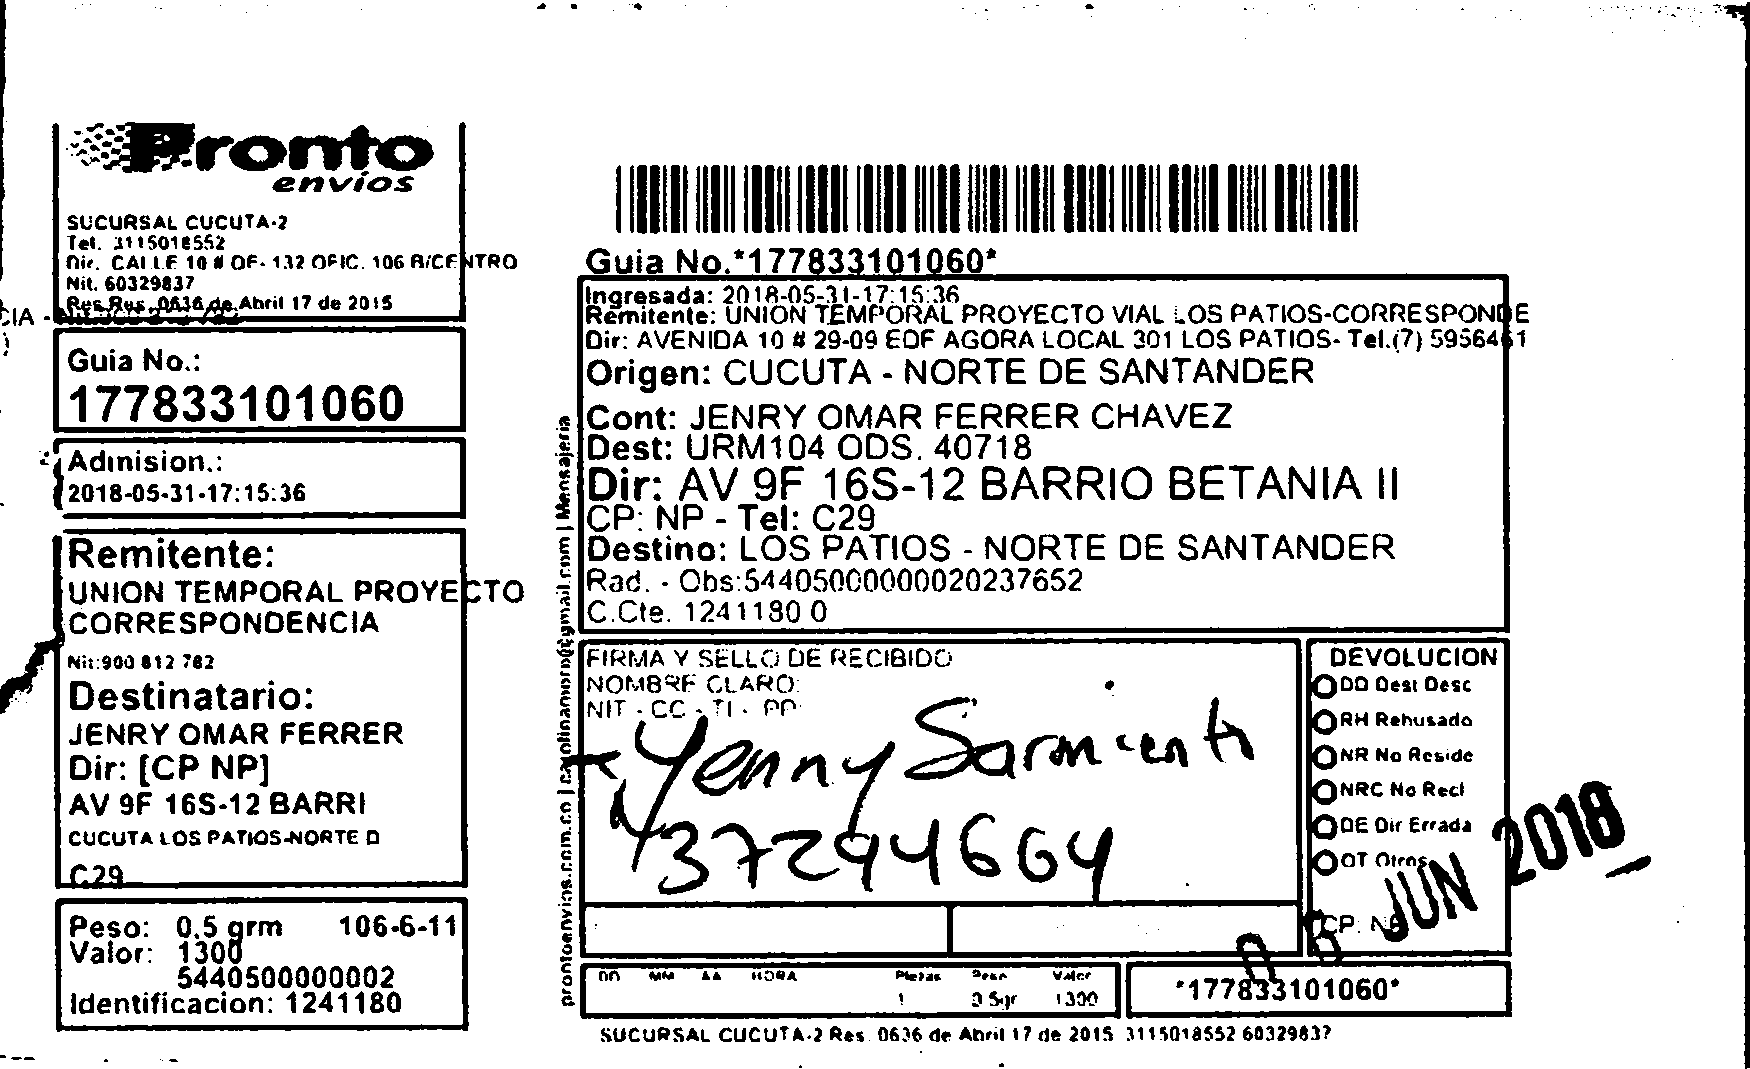 Pronto
envíos
SUCURSAL CUCUTA-2
Tel. 3115018552
Dir. CALLE 10 # OF- 132 OFIC. 106 B/CENTRO
Nit. 60329837
Res.Rus. 0636 de Abril 17 de 2015
CIA -
Guia No.:
177833101060
Admision.:
2018-05-31-17:15:36
Remitente:
UNION TEMPORAL PROYECTO
CORRESPONDENCIA
Nit:900 812 782
Destinatario:
JENRY OMAR FERRER
Dir: [CP NP]
AV 9F 16S-12 BARRI
CUCUTA LOS PATIOS-NORTE D
C29
Peso: 0,5 grm 106-6-11
Valor: 1300
5440500000002
Identificacion: 1241180
prontoenvios.com.co | | Mensajeria
Guia No.*177833101060*
Ingresada: 2018-05-31-17:15:36
Remitente: UNION TEMPORAL PROYECTO VIAL LOS PATIOS-CORRESPONDE
Dir: AVENIDA 10 # 29-09 EDF AGORA LOCAL 301 LOS PATIOS- Tel.(7) 5956461
Origen: CUCUTA - NORTE DE SANTANDER
Cont: JENRY OMAR FERRER CHAVEZ
Dest: URM104 ODS. 40718
Dir: AV 9F 16S-12 BARRIO BETANIA II
CP: NP - Tel: C29
Destino: LOS PATIOS - NORTE DE SANTANDER
Rad. - Obs:54405000000020237652
C.Cte. 1241180 0
FIRMA Y SELLO DE RECIBIDO
NOMBRE CLARO:
NIT - CC - TI - PP:
Yenny Sarmiento
37294664
DEVOLUCION
DD Dest Desc
RH Rehusado
NR No Reside
NRC No Recl
DE Dir Errada
OT Otros
CP: NP
JUN 2018
DD MM AA HORA Piezas Peso Valor
1 0.5gr 1300
*177833101060*
SUCURSAL CUCUTA-2 Res. 0636 de Abril 17 de 2015 3115018552 60329837